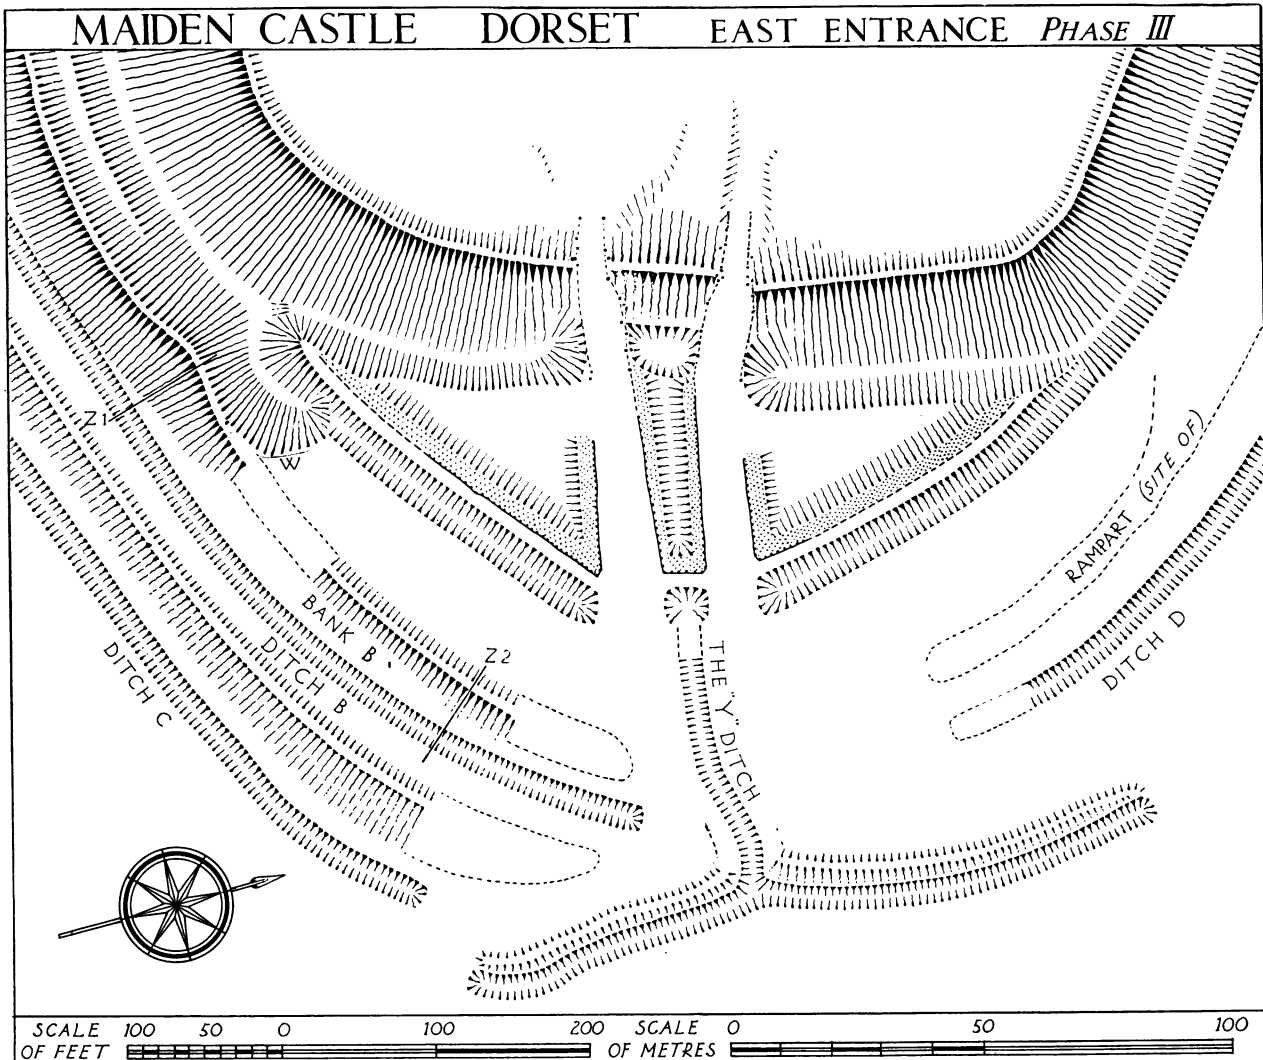 MAIDEN CASTLE DORSET EAST ENTRANCE PHASE III
Z1
W
RAMPART (SITE OF)
BANK B
DITCH B
Z2
DITCH C
THE "Y" DITCH
DITCH D
SCALE OF FEET 100 50 0 100 200
SCALE OF METRES 0 50 100